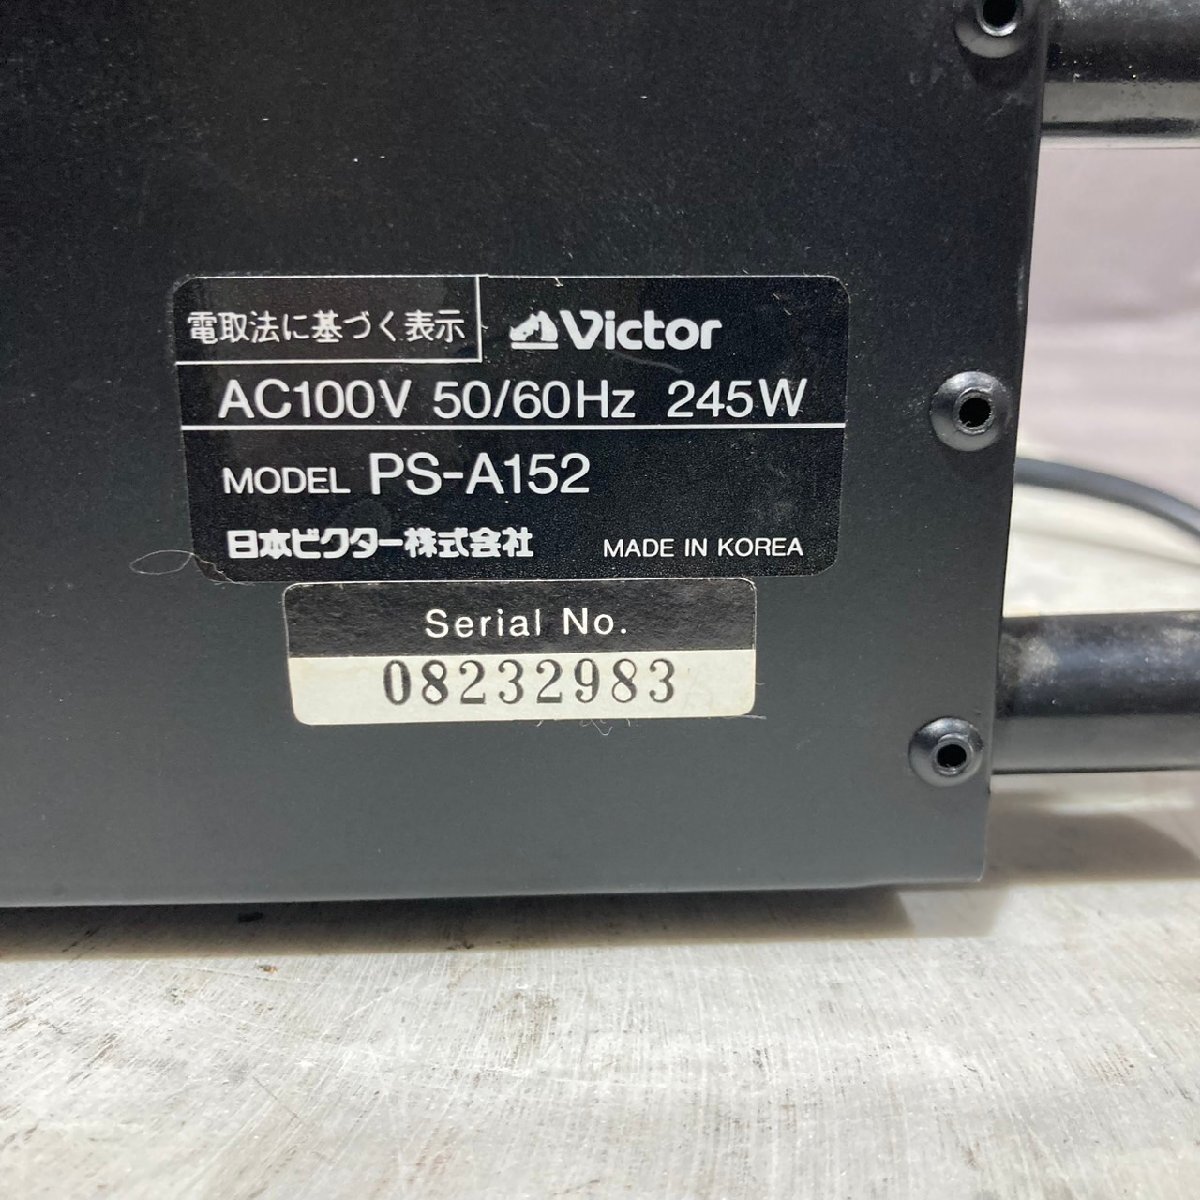 電取法に基づく表示
Victor
AC100V 50/60Hz 245W
MODEL PS-A152
日本ビクター株式会社
MADE IN KOREA
Serial No.
08232983